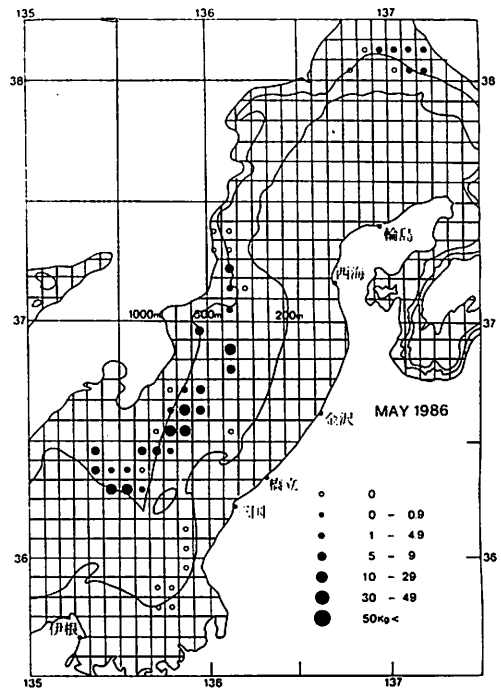 135 136 137
38 38
輪島
西海
37 1000m 500m 200m 37
MAY 1986
金沢
橋立
三国
○ 0
● 0 - 0.9
● 1 - 4.9
● 5 - 9
● 10 - 29
● 30 - 49
● 50Kg <
36 36
伊根
135 136 137